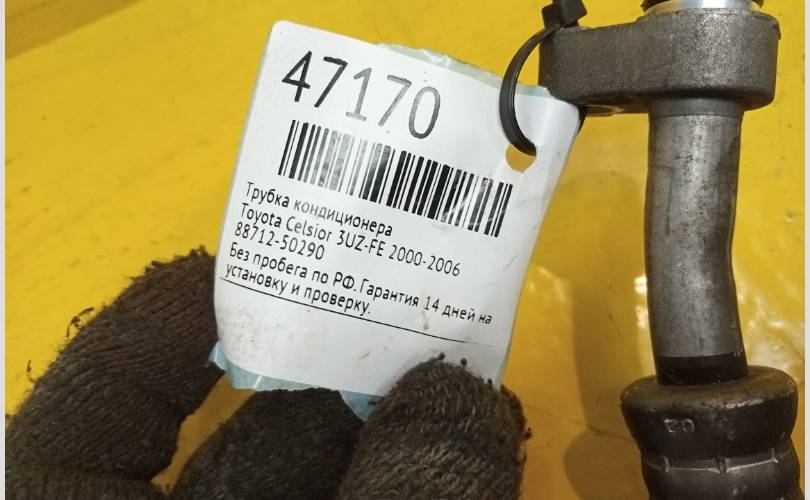 47170
Трубка кондиционера
Toyota Celsior 3UZ-FE 2000-2006
88712-50290
Без пробега по РФ. Гарантия 14 дней на
установку и проверку.